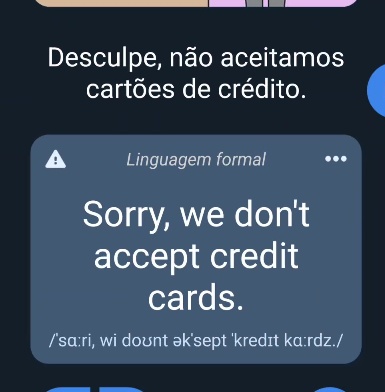 Desculpe, não aceitamos
cartões de crédito.
Linguagem formal
Sorry, we don't
accept credit
cards.
/ˈsɑːri, wi doʊnt əkˈsept ˈkredɪt kɑːrdz./